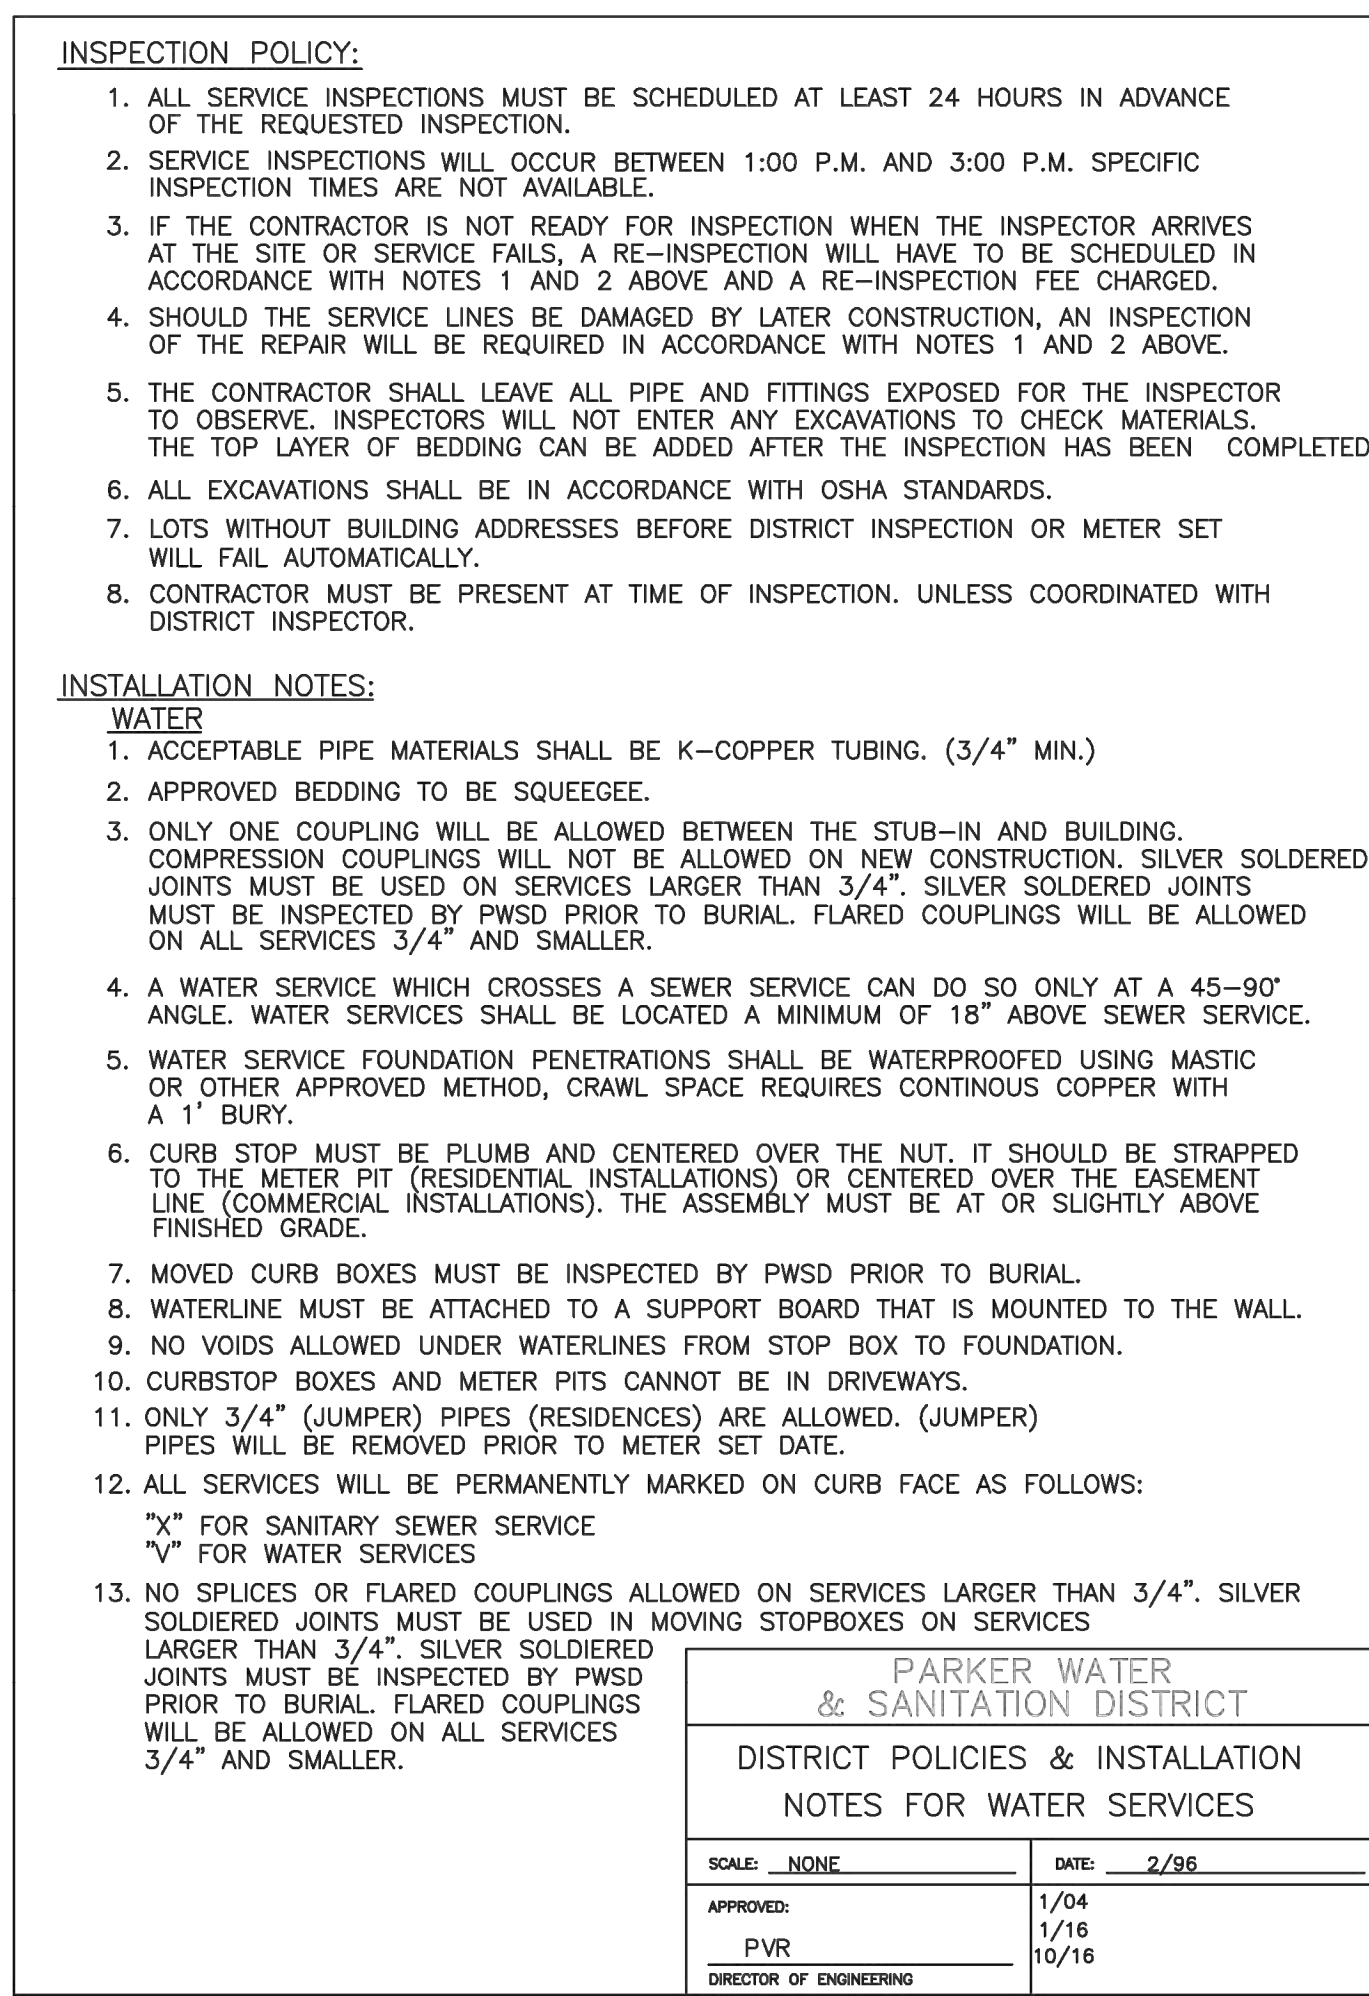 INSPECTION POLICY:
1. ALL SERVICE INSPECTIONS MUST BE SCHEDULED AT LEAST 24 HOURS IN ADVANCE
OF THE REQUESTED INSPECTION.
2. SERVICE INSPECTIONS WILL OCCUR BETWEEN 1:00 P.M. AND 3:00 P.M. SPECIFIC
INSPECTION TIMES ARE NOT AVAILABLE.
3. IF THE CONTRACTOR IS NOT READY FOR INSPECTION WHEN THE INSPECTOR ARRIVES
AT THE SITE OR SERVICE FAILS, A RE-INSPECTION WILL HAVE TO BE SCHEDULED IN
ACCORDANCE WITH NOTES 1 AND 2 ABOVE AND A RE-INSPECTION FEE CHARGED.
4. SHOULD THE SERVICE LINES BE DAMAGED BY LATER CONSTRUCTION, AN INSPECTION
OF THE REPAIR WILL BE REQUIRED IN ACCORDANCE WITH NOTES 1 AND 2 ABOVE.
5. THE CONTRACTOR SHALL LEAVE ALL PIPE AND FITTINGS EXPOSED FOR THE INSPECTOR
TO OBSERVE. INSPECTORS WILL NOT ENTER ANY EXCAVATIONS TO CHECK MATERIALS.
THE TOP LAYER OF BEDDING CAN BE ADDED AFTER THE INSPECTION HAS BEEN COMPLETED
6. ALL EXCAVATIONS SHALL BE IN ACCORDANCE WITH OSHA STANDARDS.
7. LOTS WITHOUT BUILDING ADDRESSES BEFORE DISTRICT INSPECTION OR METER SET
WILL FAIL AUTOMATICALLY.
8. CONTRACTOR MUST BE PRESENT AT TIME OF INSPECTION. UNLESS COORDINATED WITH
DISTRICT INSPECTOR.
INSTALLATION NOTES:
WATER
1. ACCEPTABLE PIPE MATERIALS SHALL BE K-COPPER TUBING. (3/4" MIN.)
2. APPROVED BEDDING TO BE SQUEEGEE.
3. ONLY ONE COUPLING WILL BE ALLOWED BETWEEN THE STUB-IN AND BUILDING.
COMPRESSION COUPLINGS WILL NOT BE ALLOWED ON NEW CONSTRUCTION. SILVER SOLDERED
JOINTS MUST BE USED ON SERVICES LARGER THAN 3/4". SILVER SOLDERED JOINTS
MUST BE INSPECTED BY PWSD PRIOR TO BURIAL. FLARED COUPLINGS WILL BE ALLOWED
ON ALL SERVICES 3/4" AND SMALLER.
4. A WATER SERVICE WHICH CROSSES A SEWER SERVICE CAN DO SO ONLY AT A 45-90°
ANGLE. WATER SERVICES SHALL BE LOCATED A MINIMUM OF 18" ABOVE SEWER SERVICE.
5. WATER SERVICE FOUNDATION PENETRATIONS SHALL BE WATERPROOFED USING MASTIC
OR OTHER APPROVED METHOD, CRAWL SPACE REQUIRES CONTINOUS COPPER WITH
A 1' BURY.
6. CURB STOP MUST BE PLUMB AND CENTERED OVER THE NUT. IT SHOULD BE STRAPPED
TO THE METER PIT (RESIDENTIAL INSTALLATIONS) OR CENTERED OVER THE EASEMENT
LINE (COMMERCIAL INSTALLATIONS). THE ASSEMBLY MUST BE AT OR SLIGHTLY ABOVE
FINISHED GRADE.
7. MOVED CURB BOXES MUST BE INSPECTED BY PWSD PRIOR TO BURIAL.
8. WATERLINE MUST BE ATTACHED TO A SUPPORT BOARD THAT IS MOUNTED TO THE WALL.
9. NO VOIDS ALLOWED UNDER WATERLINES FROM STOP BOX TO FOUNDATION.
10. CURBSTOP BOXES AND METER PITS CANNOT BE IN DRIVEWAYS.
11. ONLY 3/4" (JUMPER) PIPES (RESIDENCES) ARE ALLOWED. (JUMPER)
PIPES WILL BE REMOVED PRIOR TO METER SET DATE.
12. ALL SERVICES WILL BE PERMANENTLY MARKED ON CURB FACE AS FOLLOWS:
"X" FOR SANITARY SEWER SERVICE
"V" FOR WATER SERVICES
13. NO SPLICES OR FLARED COUPLINGS ALLOWED ON SERVICES LARGER THAN 3/4". SILVER
SOLDIERED JOINTS MUST BE USED IN MOVING STOPBOXES ON SERVICES
LARGER THAN 3/4". SILVER SOLDIERED
JOINTS MUST BE INSPECTED BY PWSD
PRIOR TO BURIAL. FLARED COUPLINGS
WILL BE ALLOWED ON ALL SERVICES
3/4" AND SMALLER.
PARKER WATER
& SANITATION DISTRICT
DISTRICT POLICIES & INSTALLATION
NOTES FOR WATER SERVICES
SCALE: NONE
DATE: 2/96
APPROVED:
PVR
DIRECTOR OF ENGINEERING
1/04
1/16
10/16